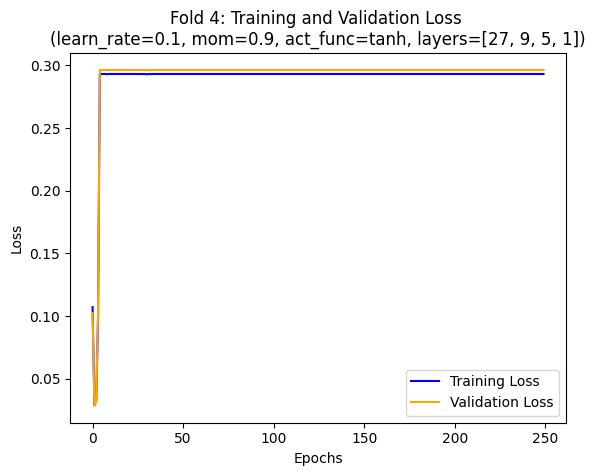 Fold 4: Training and Validation Loss
(learn_rate=0.1, mom=0.9, act_func=tanh, layers=[27, 9, 5, 1])
0.30
0.25
0.20
0.15
0.10
0.05
Loss
0
50
100
150
200
250
Epochs
Training Loss
Validation Loss